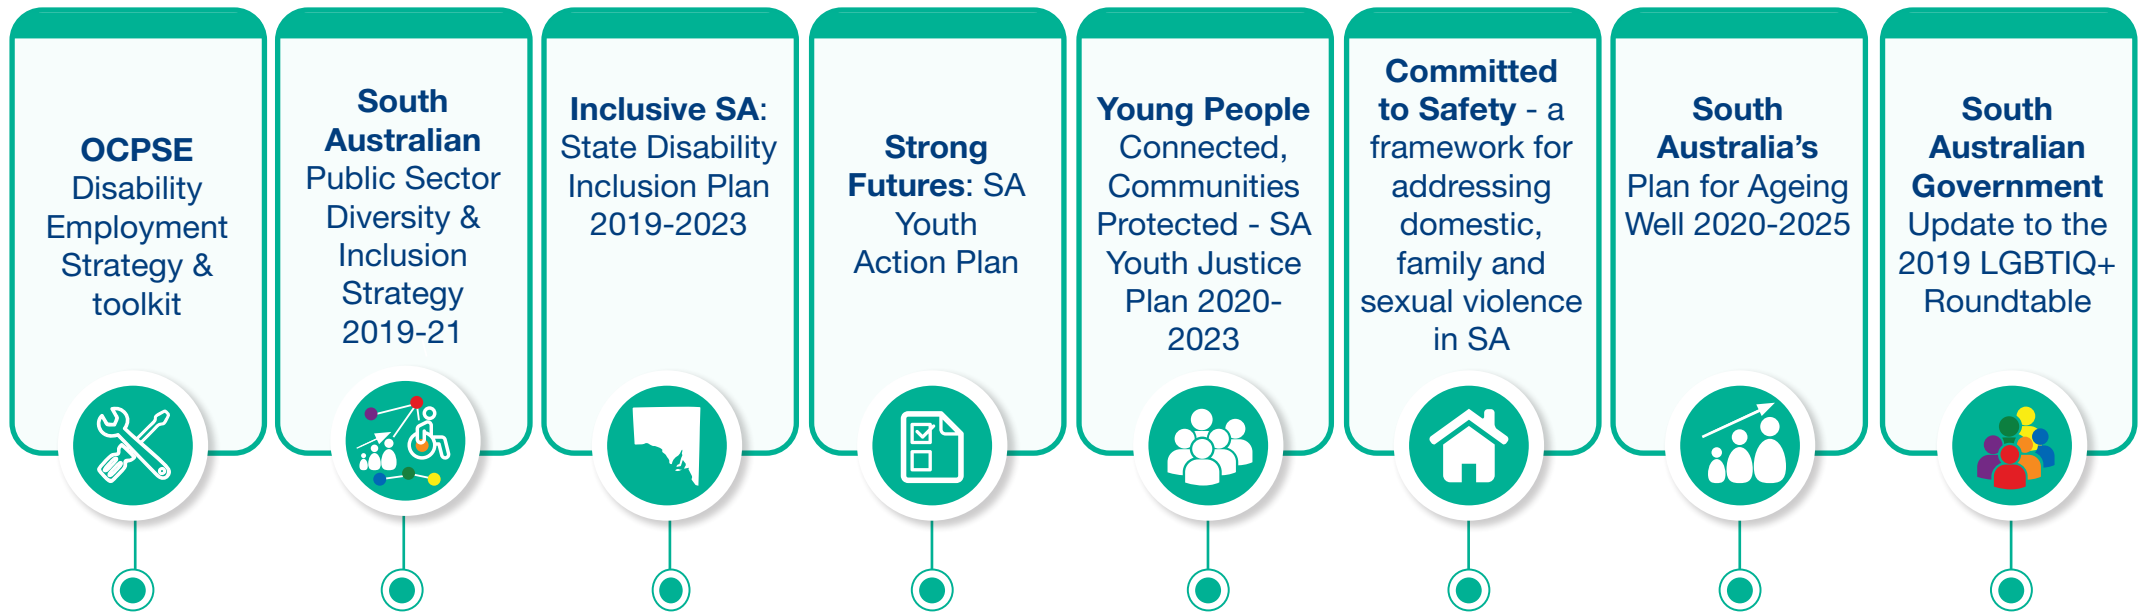 OCPSE
Disability
Employment
Strategy &
toolkit
South
Australian
Public Sector
Diversity &
Inclusion
Strategy
2019-21
Inclusive SA:
State Disability
Inclusion Plan
2019-2023
Strong
Futures: SA
Youth
Action Plan
Young People
Connected,
Communities
Protected - SA
Youth Justice
Plan 2020-
2023
Committed
to Safety - a
framework for
addressing
domestic,
family and
sexual violence
in SA
South
Australia’s
Plan for Ageing
Well 2020-2025
South
Australian
Government
Update to the
2019 LGBTIQ+
Roundtable